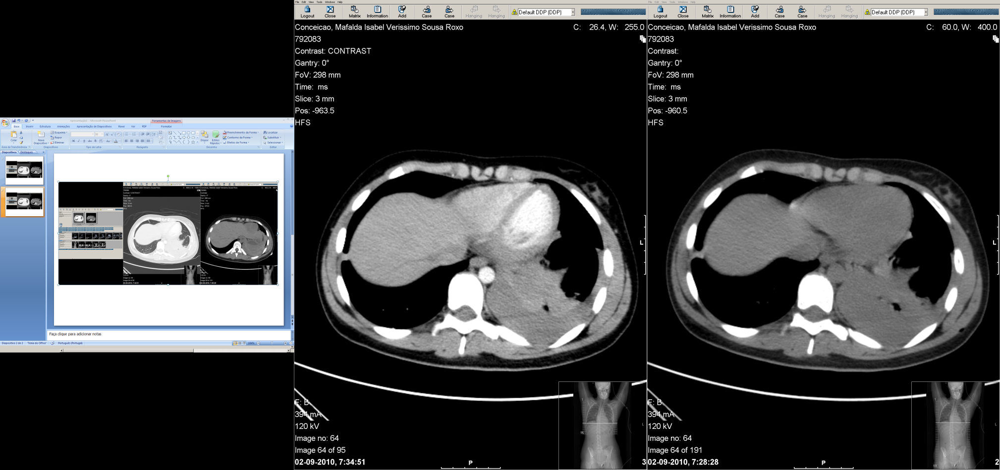 Apresentação1 - Microsoft PowerPoint
Ferramentas de Imagens
Base Inserir Estrutura Animações Apresentação de Diapositivos Rever Ver PDF Formatar
Colar
Novo Diapositivo
Esquema
Repor
Eliminar
Dispor
Estilos Rápidos
Preenchimento da Forma
Contorno da Forma
Efeitos de Forma
Localizar
Substituir
Seleccionar
Área de Transferência Diapositivos Tipo de Letra Parágrafo Desenho Editar
Diapositivos Destaques
Faça clique para adicionar notas
Diapositivo 2 de 2 "Tema do Office" Português (Portugal)
File Edit View Tools Windows Help
Logout Close Matrix Information Add Case Case Hanging Hanging
Default DDP (DDP)
Conceicao, Mafalda Isabel Verissimo Sousa Roxo
C: 26.4, W: 255.0
792083
Contrast: CONTRAST
Gantry: 0°
FoV: 298 mm
Time: ms
Slice: 3 mm
Pos: -963.5
HFS
L
F: B
394 mA
120 kV
Image no: 64
Image 64 of 95
02-09-2010, 7:34:51
P
3
File Edit View Tools Windows Help
Logout Close Matrix Information Add Case Case Hanging Hanging
Default DDP (DDP)
Conceicao, Mafalda Isabel Verissimo Sousa Roxo
C: 60.0, W: 400.0
792083
Contrast:
Gantry: 0°
FoV: 298 mm
Time: ms
Slice: 3 mm
Pos: -960.5
HFS
L
F: B
394 mA
120 kV
Image no: 64
Image 64 of 191
02-09-2010, 7:28:28
P
2